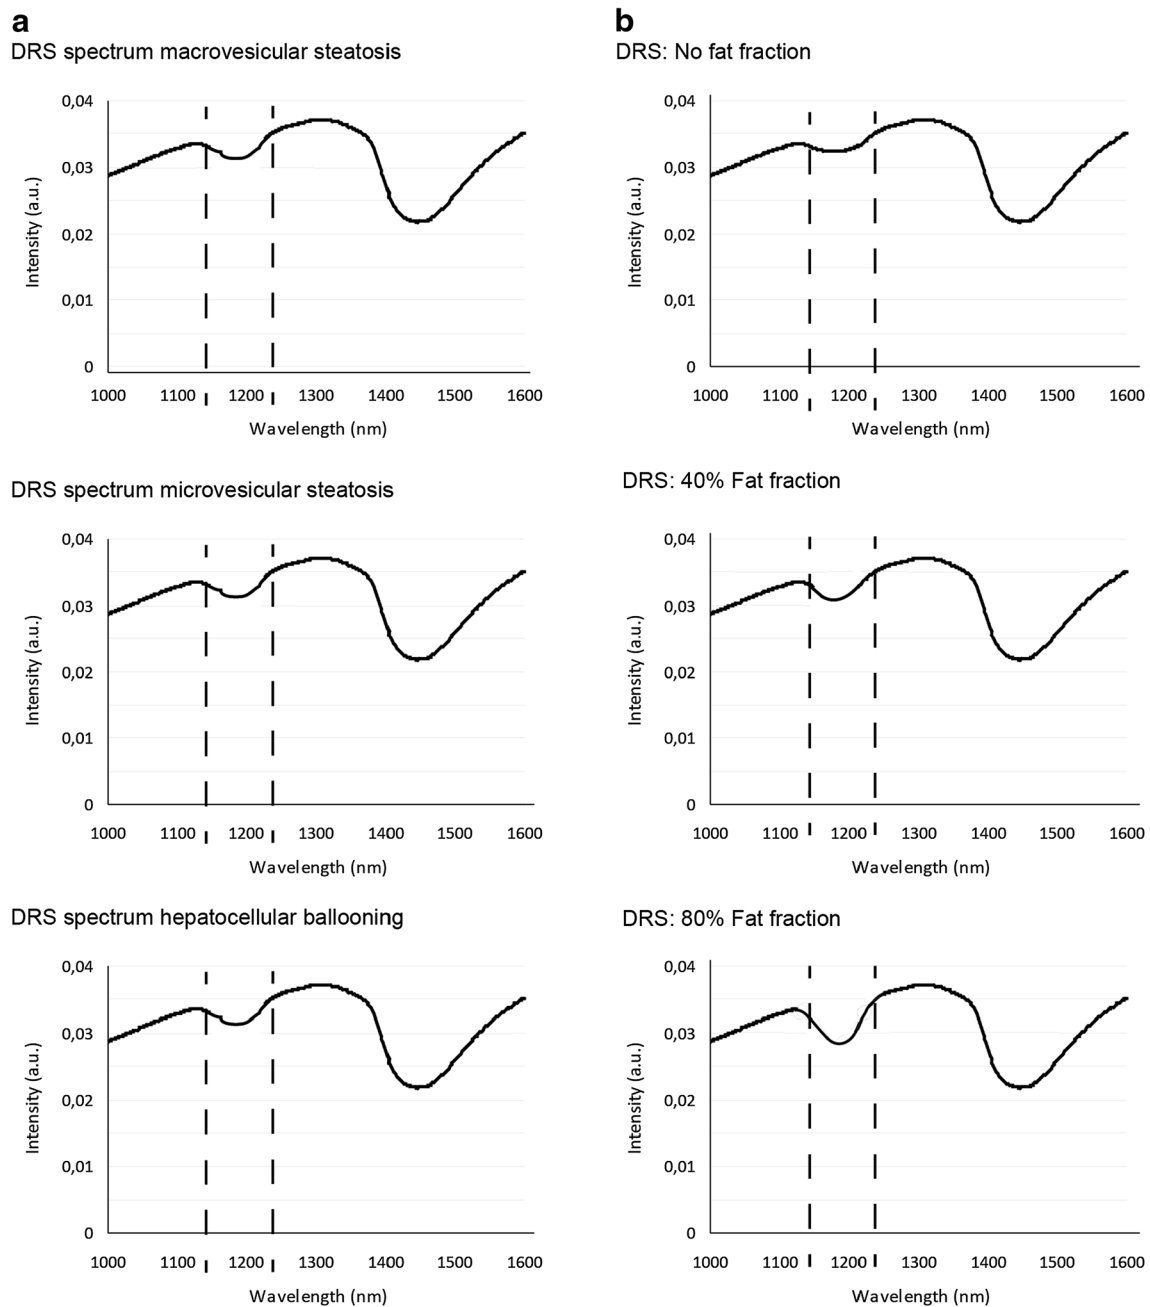 a
DRS spectrum macrovesicular steatosis
0,04
0,03
0,02
0,01
0
Intensity (a.u.)
1000 1100 1200 1300 1400 1500 1600
Wavelength (nm)
DRS spectrum microvesicular steatosis
0,04
0,03
0,02
0,01
0
Intensity (a.u.)
1000 1100 1200 1300 1400 1500 1600
Wavelength (nm)
DRS spectrum hepatocellular ballooning
0,04
0,03
0,02
0,01
0
Intensity (a.u.)
1000 1100 1200 1300 1400 1500 1600
Wavelength (nm)
b
DRS: No fat fraction
0,04
0,03
0,02
0,01
0
Intensity (a.u.)
1000 1100 1200 1300 1400 1500 1600
Wavelength (nm)
DRS: 40% Fat fraction
0,04
0,03
0,02
0,01
0
Intensity (a.u.)
1000 1100 1200 1300 1400 1500 1600
Wavelength (nm)
DRS: 80% Fat fraction
0,04
0,03
0,02
0,01
0
Intensity (a.u.)
1000 1100 1200 1300 1400 1500 1600
Wavelength (nm)